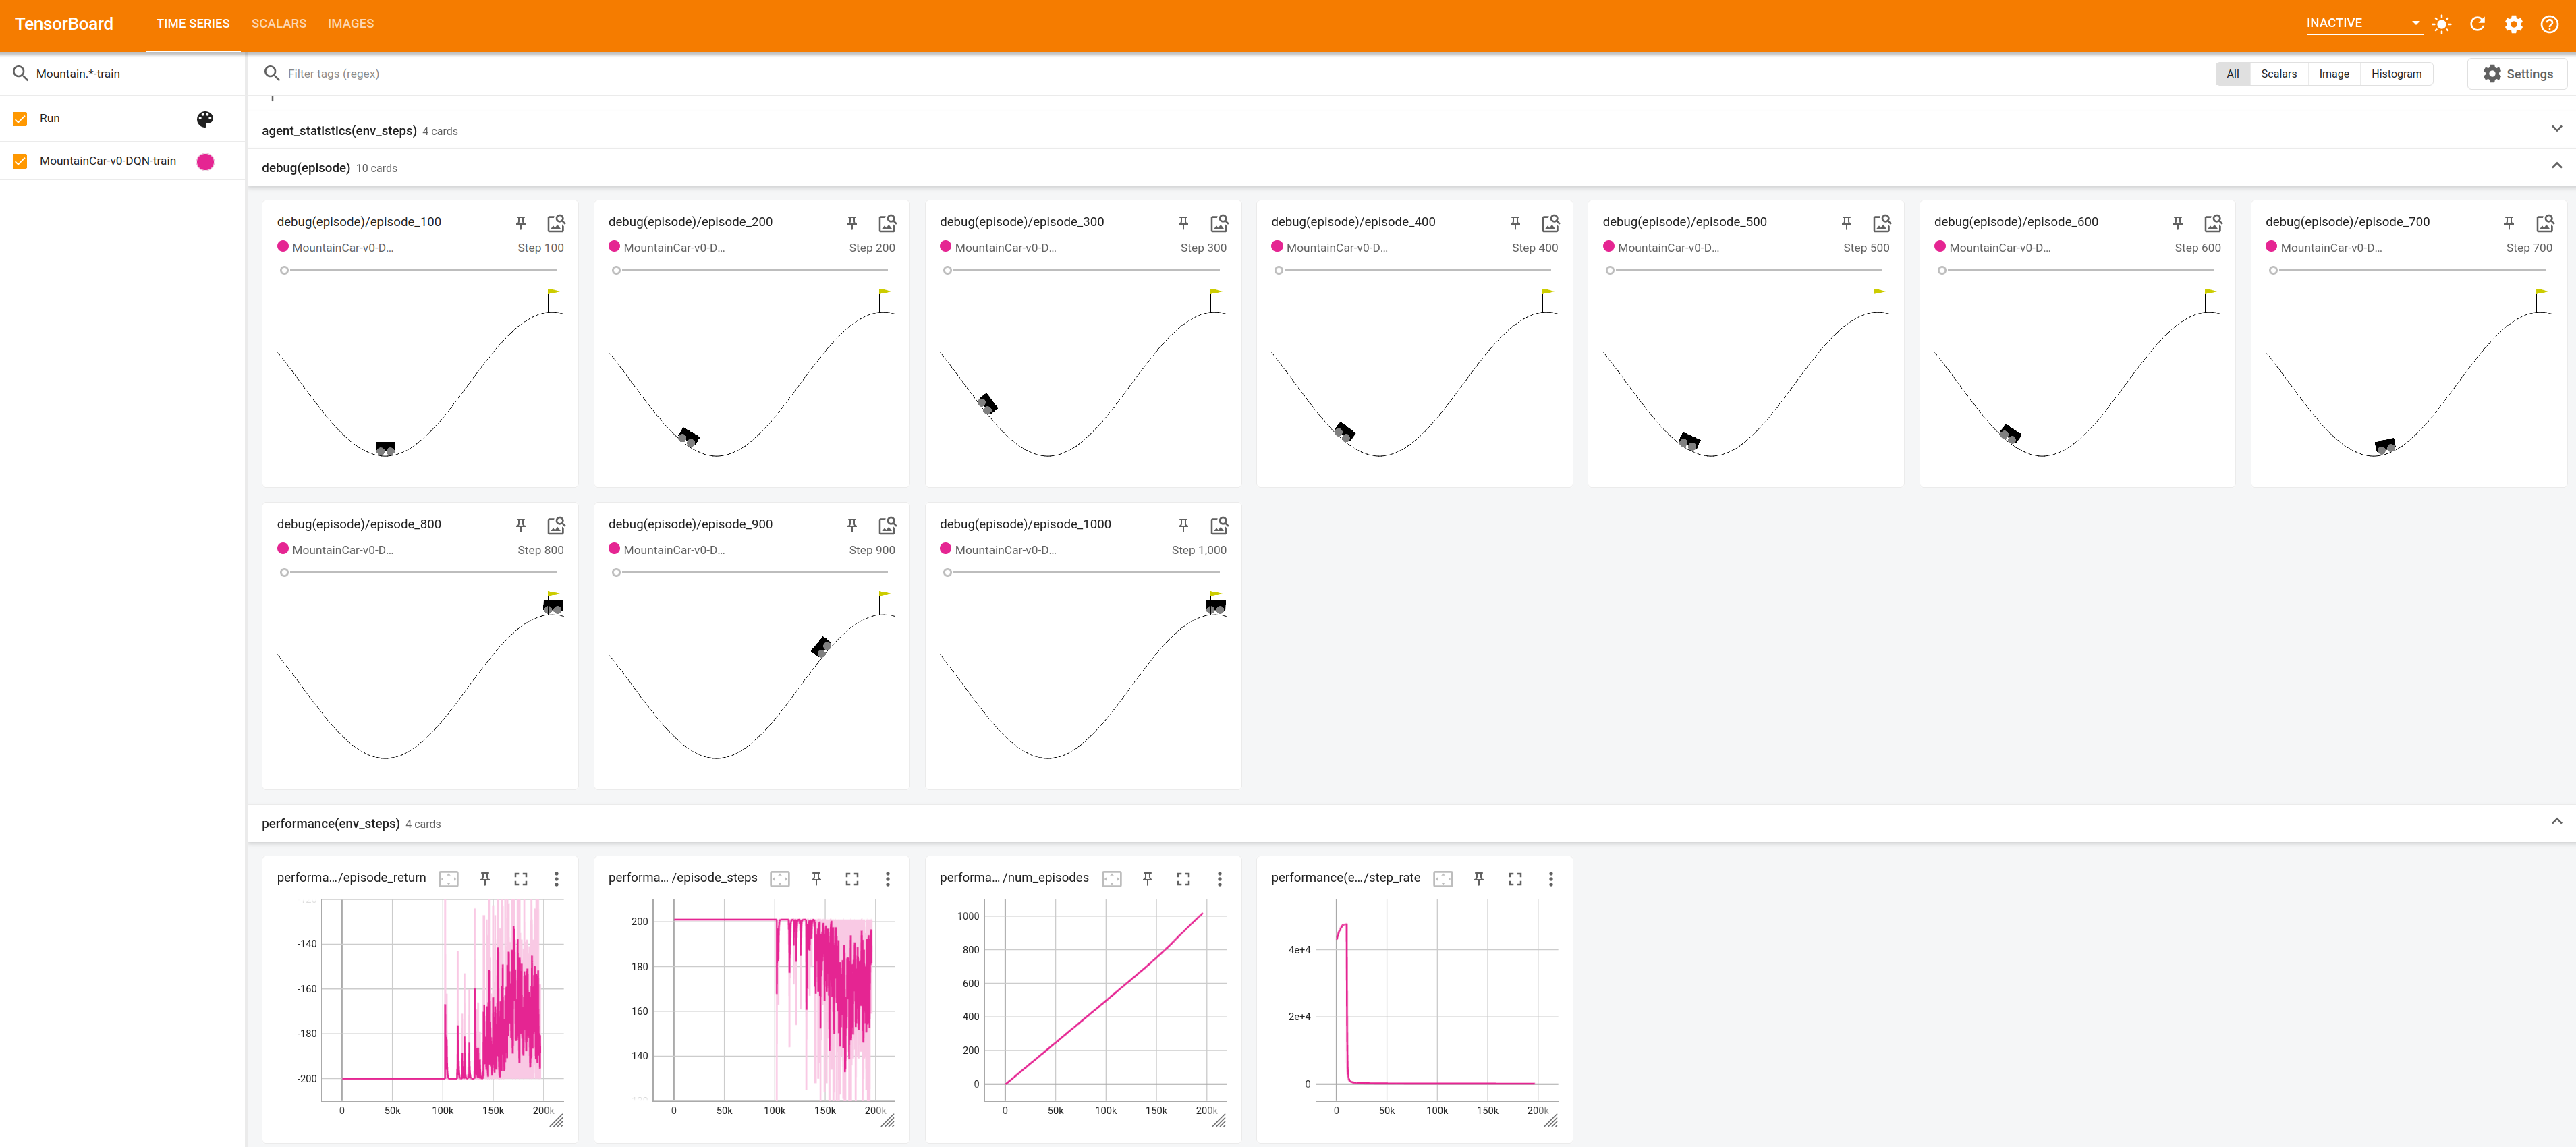 TensorBoard TIME SERIES SCALARS IMAGES INACTIVE
Mountain.*-train Filter tags (regex) All Scalars Image Histogram Settings
Run
MountainCar-v0-DQN-train
agent_statistics(env_steps) 4 cards
debug(episode) 10 cards
debug(episode)/episode_100
MountainCar-v0-D... Step 100
debug(episode)/episode_200
MountainCar-v0-D... Step 200
debug(episode)/episode_300
MountainCar-v0-D... Step 300
debug(episode)/episode_400
MountainCar-v0-D... Step 400
debug(episode)/episode_500
MountainCar-v0-D... Step 500
debug(episode)/episode_600
MountainCar-v0-D... Step 600
debug(episode)/episode_700
MountainCar-v0-D... Step 700
debug(episode)/episode_800
MountainCar-v0-D... Step 800
debug(episode)/episode_900
MountainCar-v0-D... Step 900
debug(episode)/episode_1000
MountainCar-v0-D... Step 1,000
performance(env_steps) 4 cards
performa.../episode_return
-140
-160
-180
-200
0 50k 100k 150k 200k
performa... /episode_steps
200
180
160
140
0 50k 100k 150k 200k
performa... /num_episodes
1000
800
600
400
200
0
0 50k 100k 150k 200k
performance(e.../step_rate
4e+4
2e+4
0
0 50k 100k 150k 200k